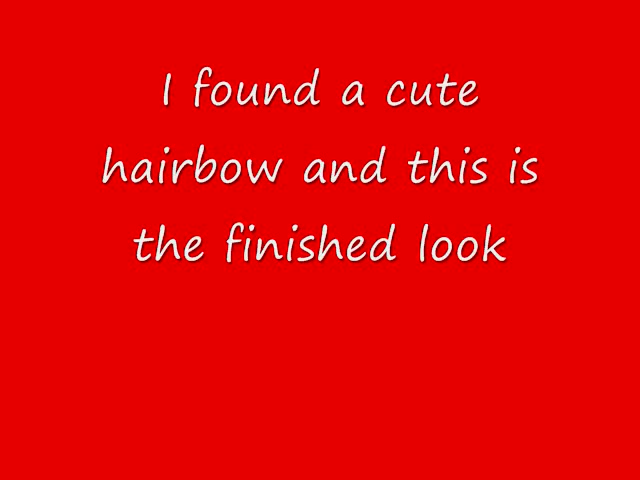 I found a cute
hairbow and this is
the finished look